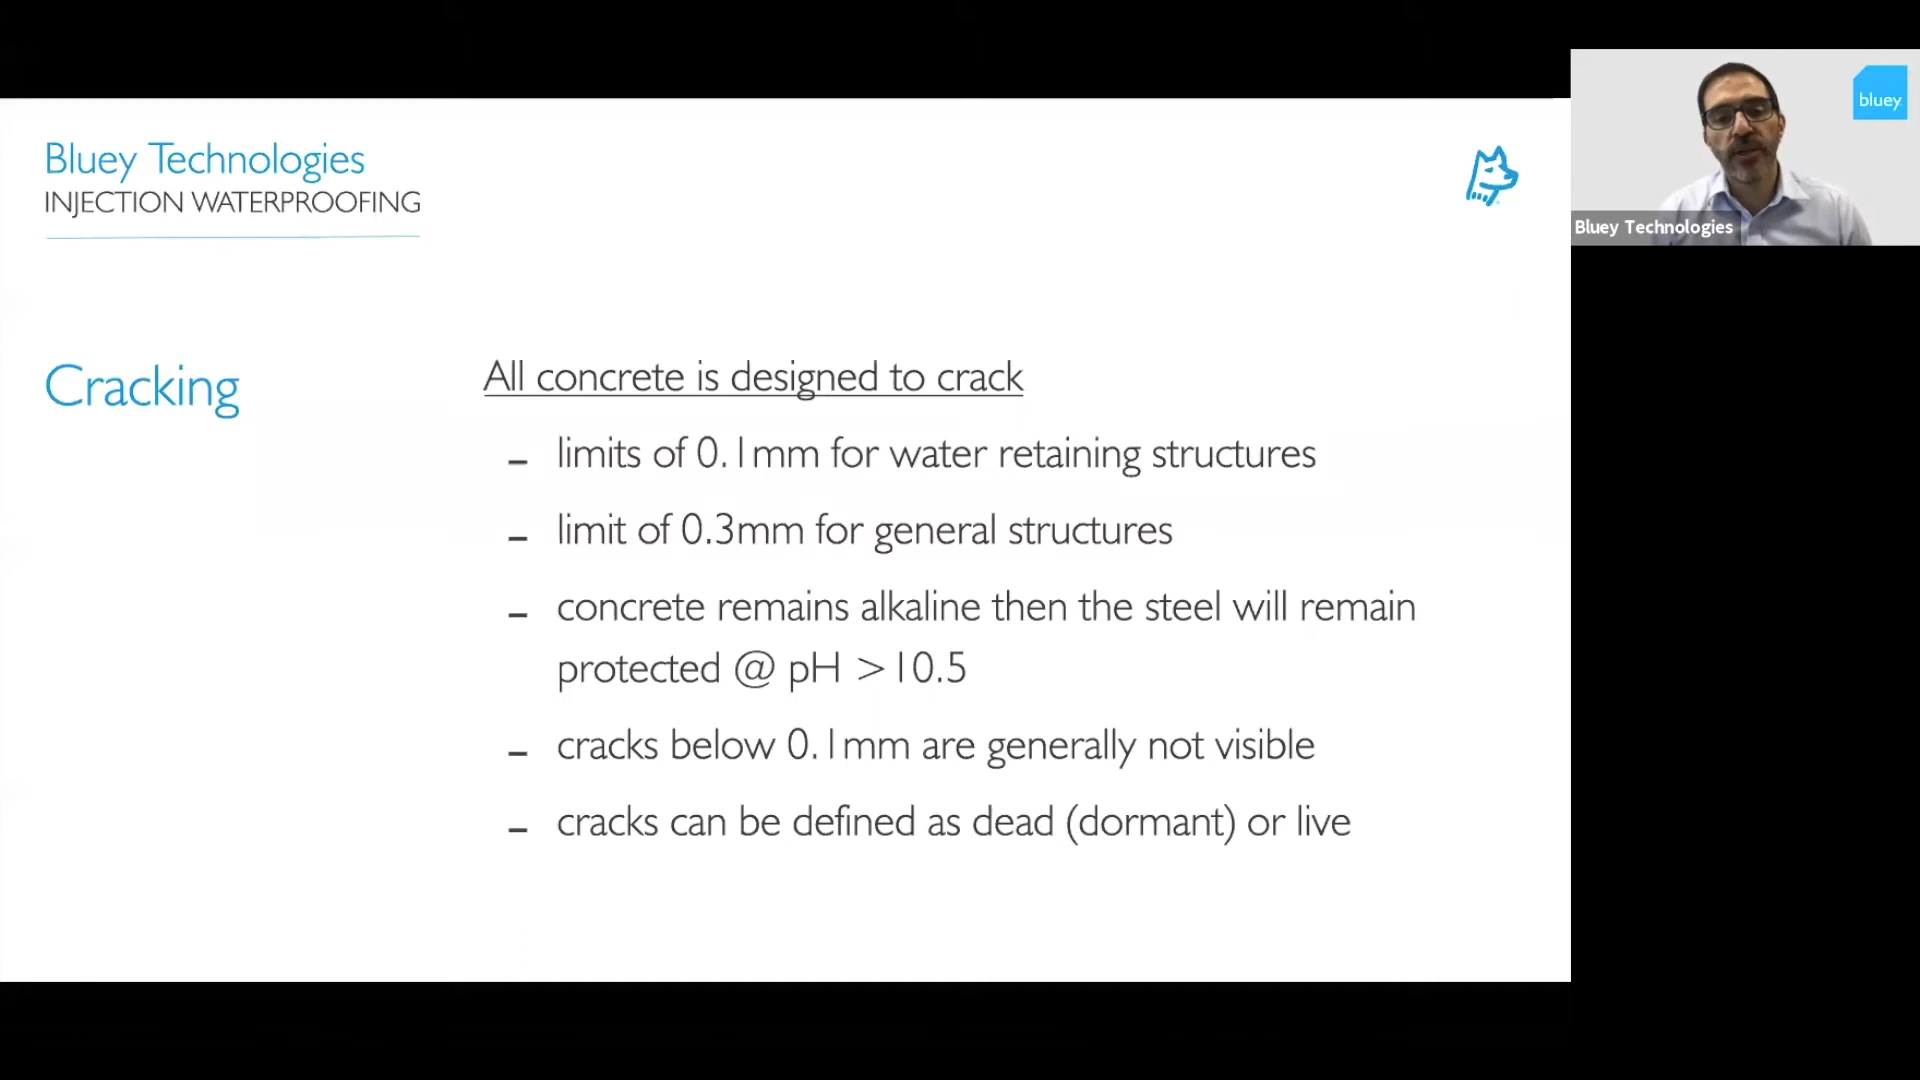 Bluey Technologies
INJECTION WATERPROOFING
bluey
Bluey Technologies
Cracking
All concrete is designed to crack
– limits of 0.1mm for water retaining structures
– limit of 0.3mm for general structures
– concrete remains alkaline then the steel will remain
protected @ pH >10.5
– cracks below 0.1mm are generally not visible
– cracks can be defined as dead (dormant) or live